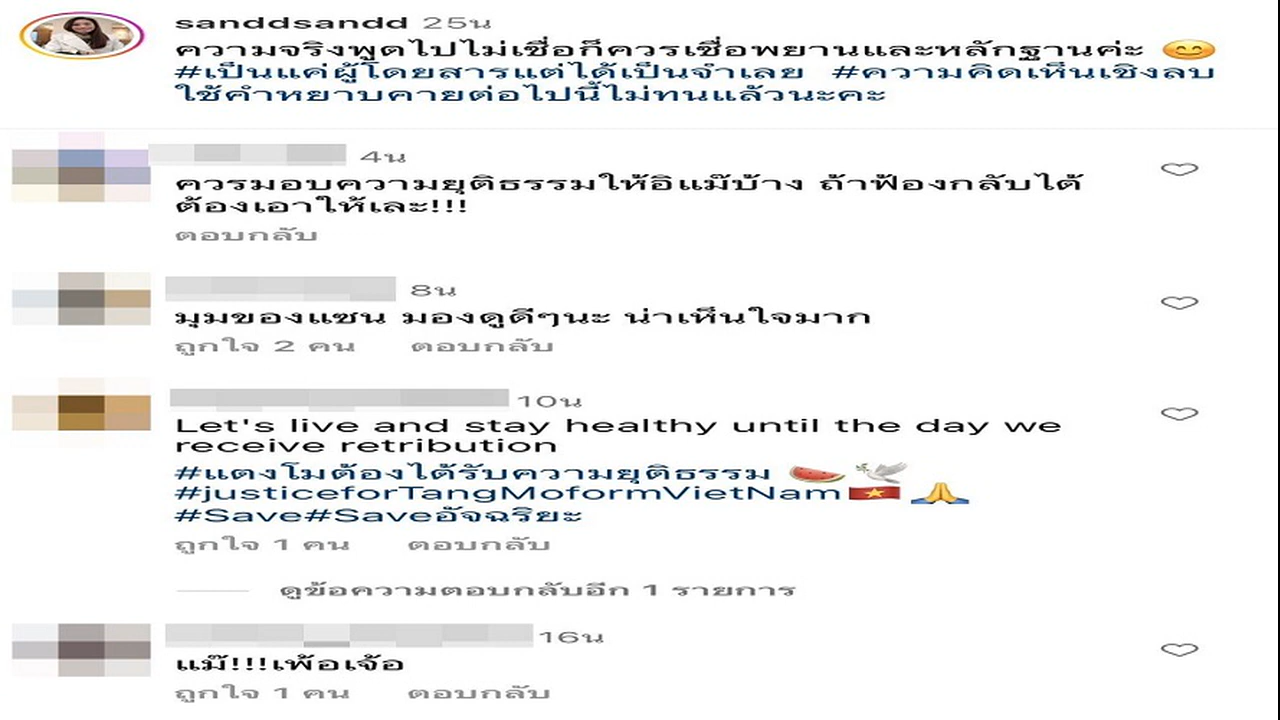 sanddsandd 25น
ความจริงพูดไปไม่เชื่อก็ควรเชื่อพยานและหลักฐานค่ะ 😊
#เป็นแค่ผู้โดยสารแต่ได้เป็นจำเลย #ความคิดเห็นเชิงลบ
ใช้คำหยาบคายต่อไปนี้ไม่ทนแล้วนะคะ
4น
ควรมอบความยุติธรรมให้อิแม๊บ้าง ถ้าฟ้องกลับได้
ต้องเอาให้เละ!!!
ตอบกลับ
8น
มุมของแซน มองดูดีๆนะ น่าเห็นใจมาก
ถูกใจ 2 คน ตอบกลับ
10น
Let's live and stay healthy until the day we
receive retribution
#แตงโมต้องได้รับความยุติธรรม 🍉🕊️
#justiceforTangMoformVietNam🇻🇳🙏
#Save#Saveอัจฉริยะ
ถูกใจ 1 คน ตอบกลับ
ดูข้อความตอบกลับอีก 1 รายการ
16น
แม๊!!!เพ้อเจ้อ
ถูกใจ 1 คน ตอบกลับ